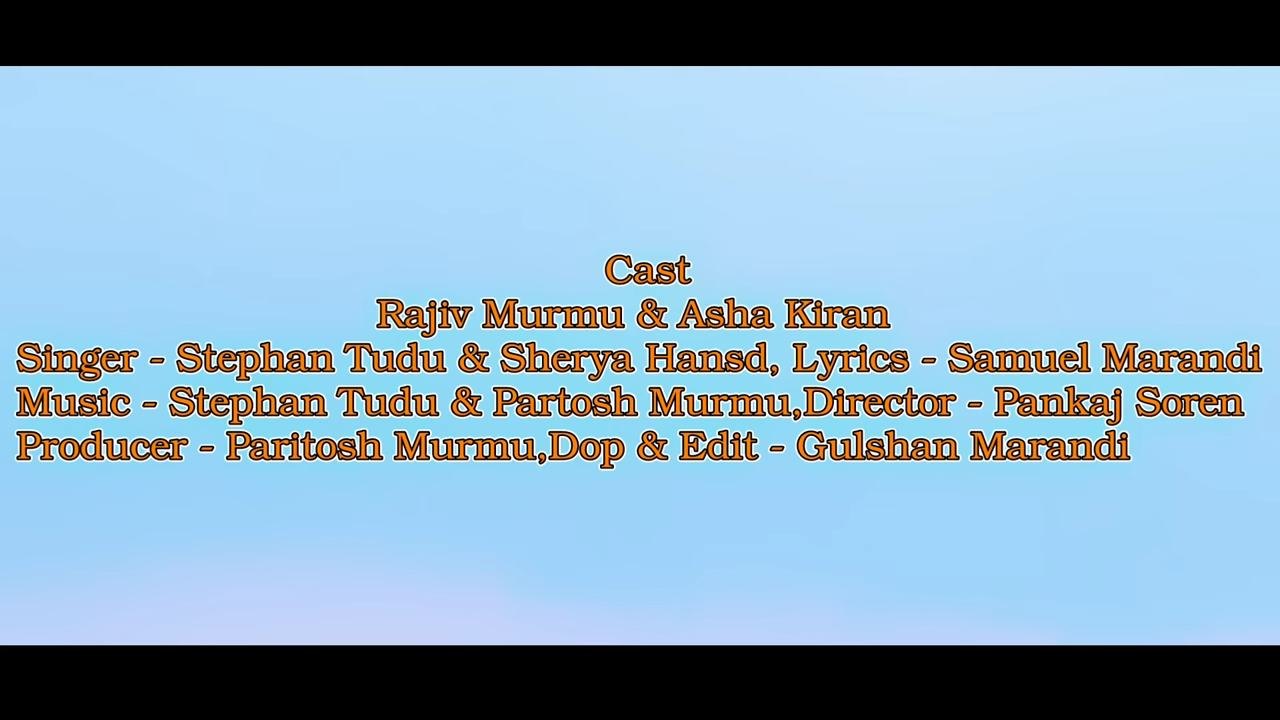 Cast
Rajiv Murmu & Asha Kiran
Singer - Stephan Tudu & Sherya Hansd, Lyrics - Samuel Marandi
Music - Stephan Tudu & Partosh Murmu,Director - Pankaj Soren
Producer - Paritosh Murmu,Dop & Edit - Gulshan Marandi